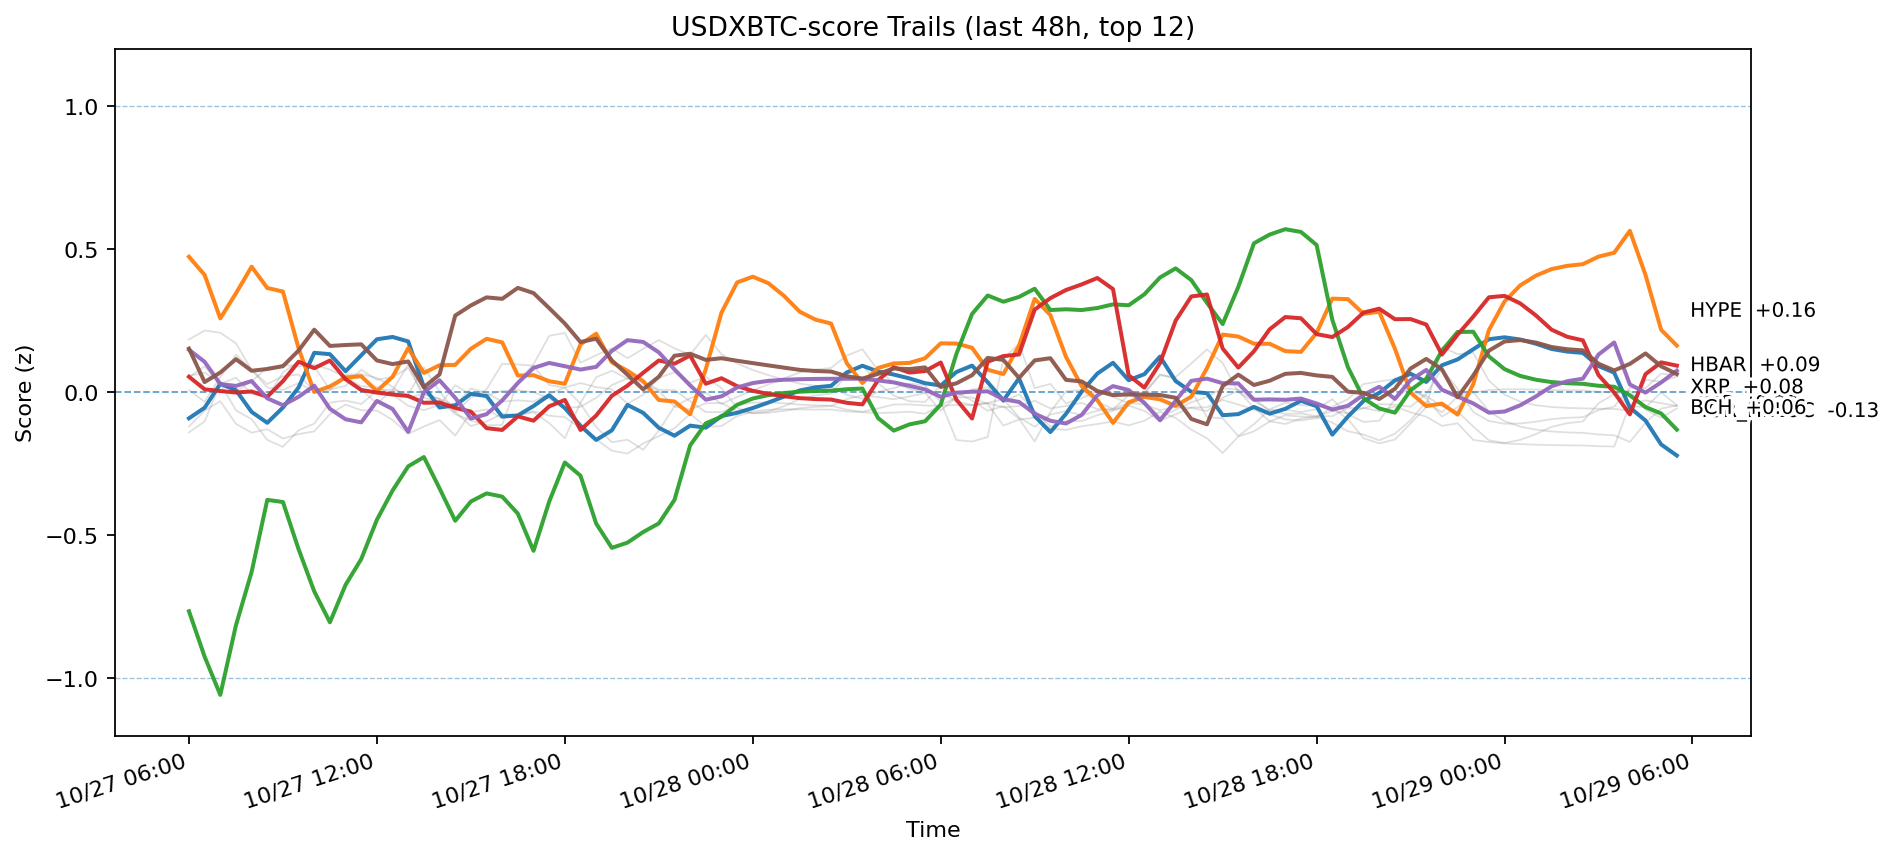 USDXBTC-score Trails (last 48h, top 12)
Score (z)
1.0
0.5
0.0
−0.5
−1.0
HYPE +0.16
HBAR +0.09
XRP +0.08
BCH +0.06
-0.13
10/27 06:00
10/27 12:00
10/27 18:00
10/28 00:00
10/28 06:00
10/28 12:00
10/28 18:00
10/29 00:00
10/29 06:00
Time